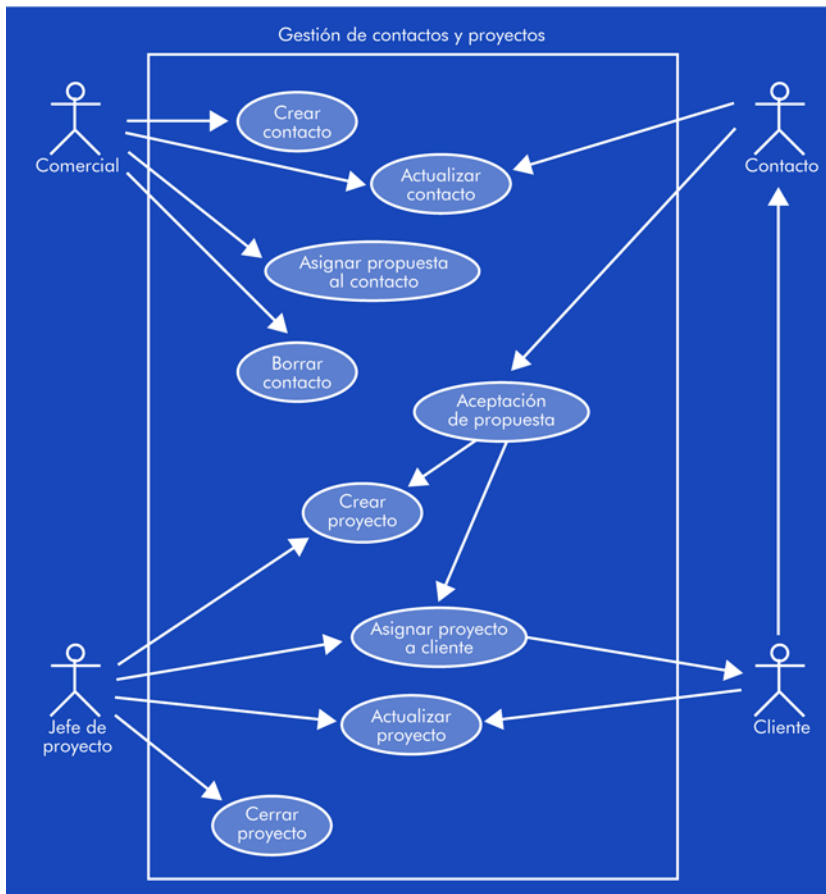 Gestión de contactos y proyectos
Comercial
Contacto
Crear
contacto
Actualizar
contacto
Asignar propuesta
al contacto
Borrar
contacto
Aceptación
de propuesta
Crear
proyecto
Asignar proyecto
a cliente
Jefe de
proyecto
Actualizar
proyecto
Cliente
Cerrar
proyecto